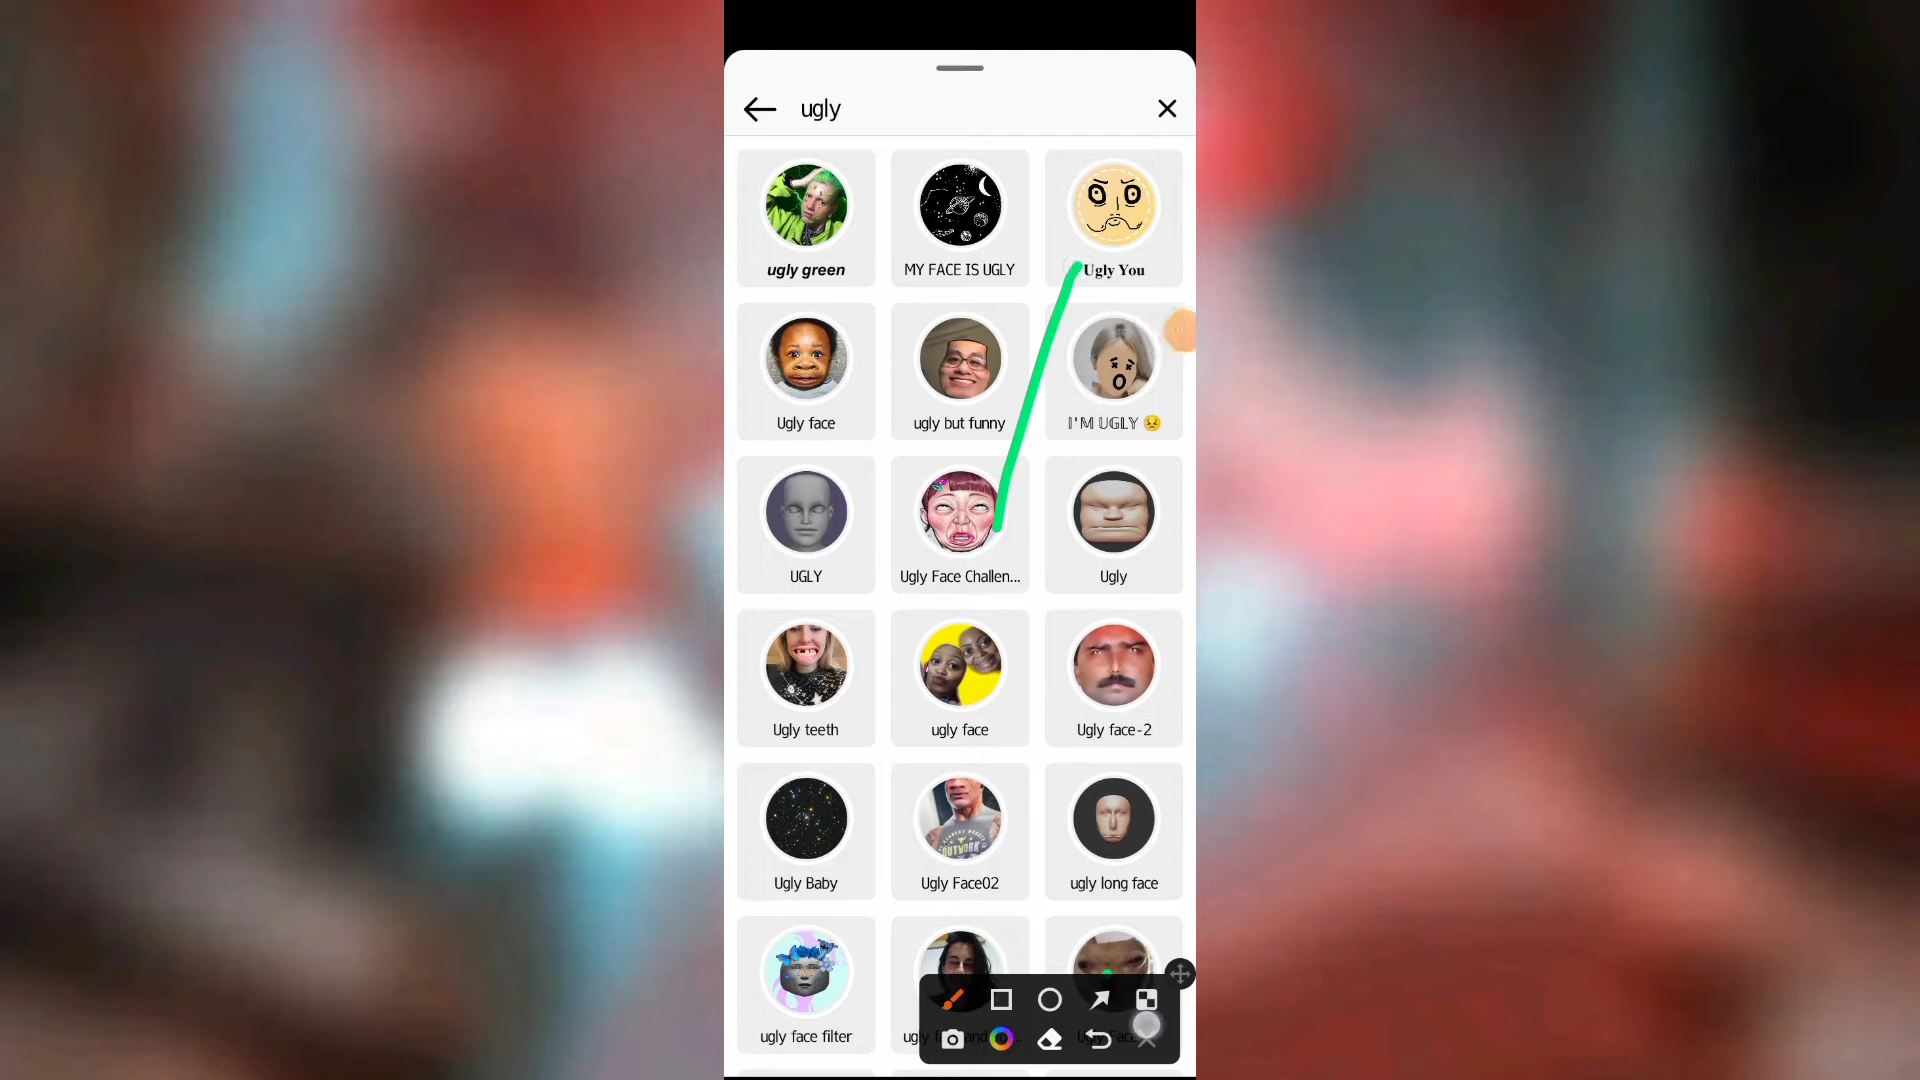 ugly
ugly green
MY FACE IS UGLY
Ugly You
Ugly face
ugly but funny
I'M UGLY 😣
UGLY
Ugly Face Challen...
Ugly
Ugly teeth
ugly face
Ugly face-2
Ugly Baby
OUTWORK
Ugly Face02
ugly long face
ugly face filter